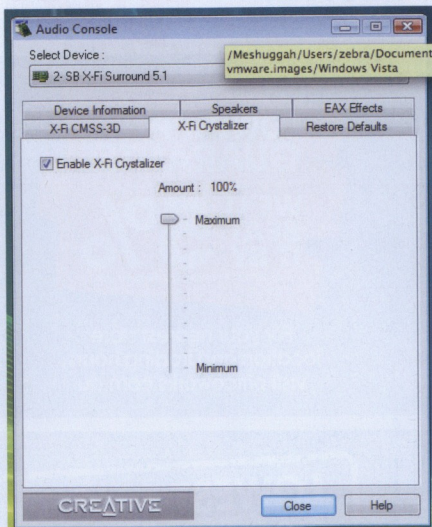 Audio Console
Select Device :
/Meshuggah/Users/zebra/Document
vmware.images/Windows Vista
2- SB X-Fi Surround 5.1
Device Information
Speakers
EAX Effects
X-Fi CMSS-3D
X-Fi Crystalizer
Restore Defaults
Enable X-Fi Crystalizer
Amount : 100%
Maximum
Minimum
CREATIVE
Close
Help